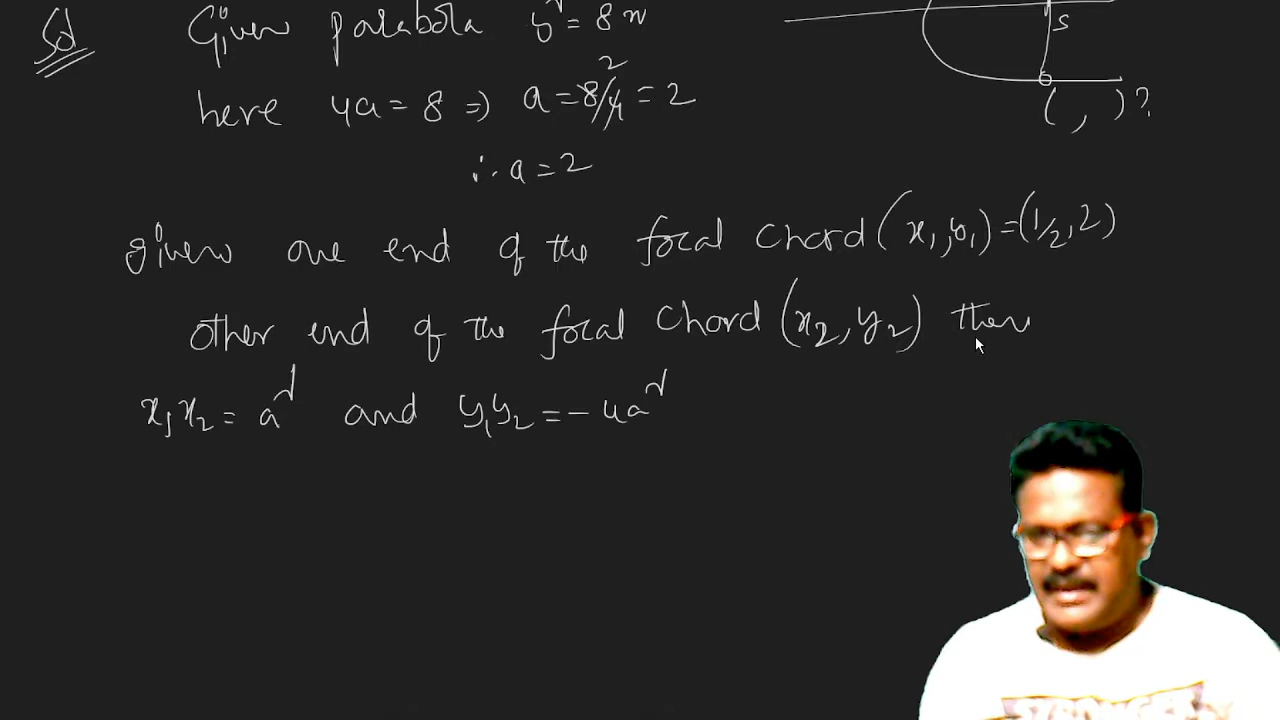 Sol Given parabola y² = 8x
S
here 4a = 8 ⇒ a = 8/4 = 2
2
( , ) ?
∴ a = 2
given one end of the focal chord (x₁, y₁) = (1/2, 2)
other end of the focal chord (x₂, y₂) then
x₁x₂ = a² and y₁y₂ = -4a²
STRONGER